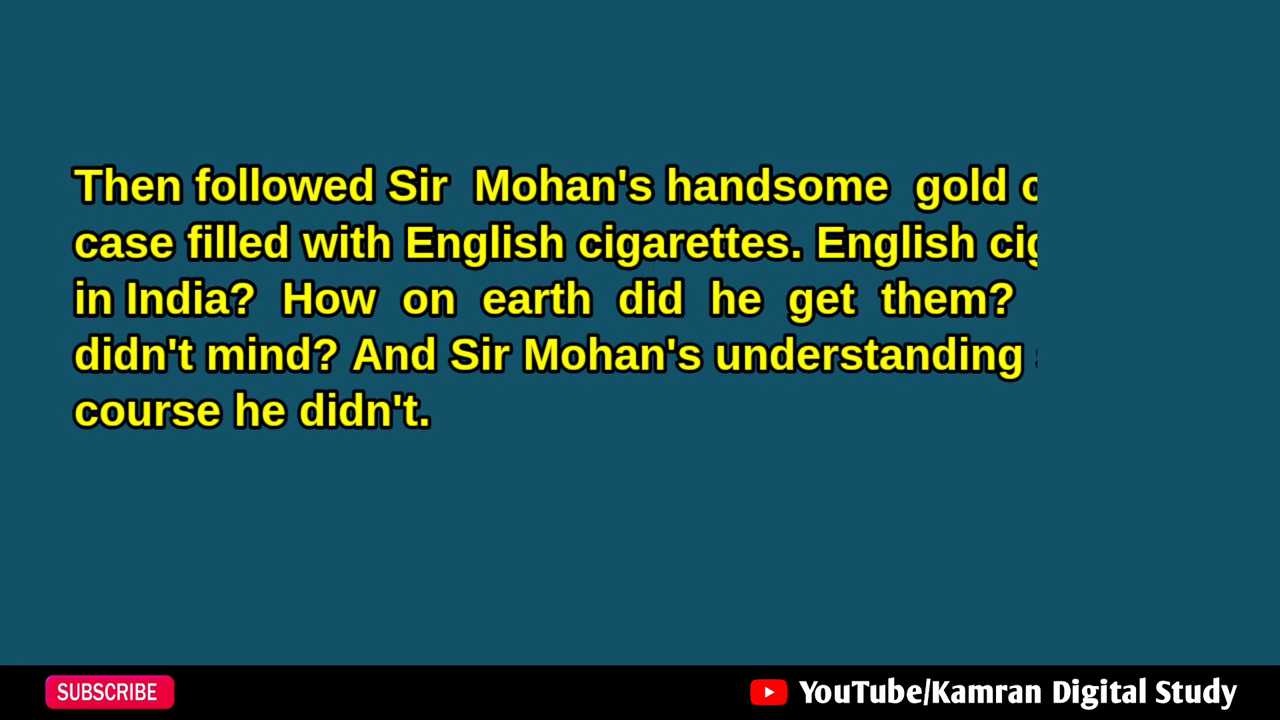 Then followed Sir Mohan's handsome gold
case filled with English cigarettes. English
in India? How on earth did he get them?
didn't mind? And Sir Mohan's understanding
course he didn't.
SUBSCRIBE
YouTube/Kamran Digital Study